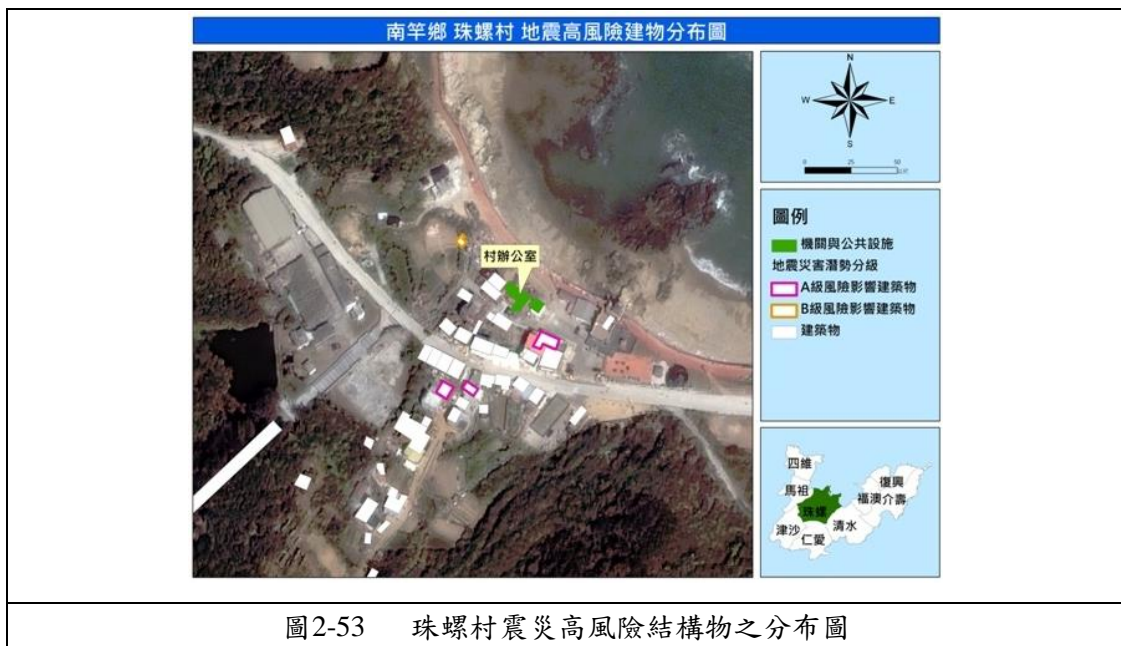 南竿鄉 珠螺村 地震高風險建物分布圖
N
W
E
S
0 25 50
公尺
村辦公室
圖例
機關與公共設施
地震災害潛勢分級
A級風險影響建築物
B級風險影響建築物
建築物
四維
馬祖
珠螺
津沙
仁愛
清水
福澳
介壽
復興
圖2-53 珠螺村震災高風險結構物之分布圖